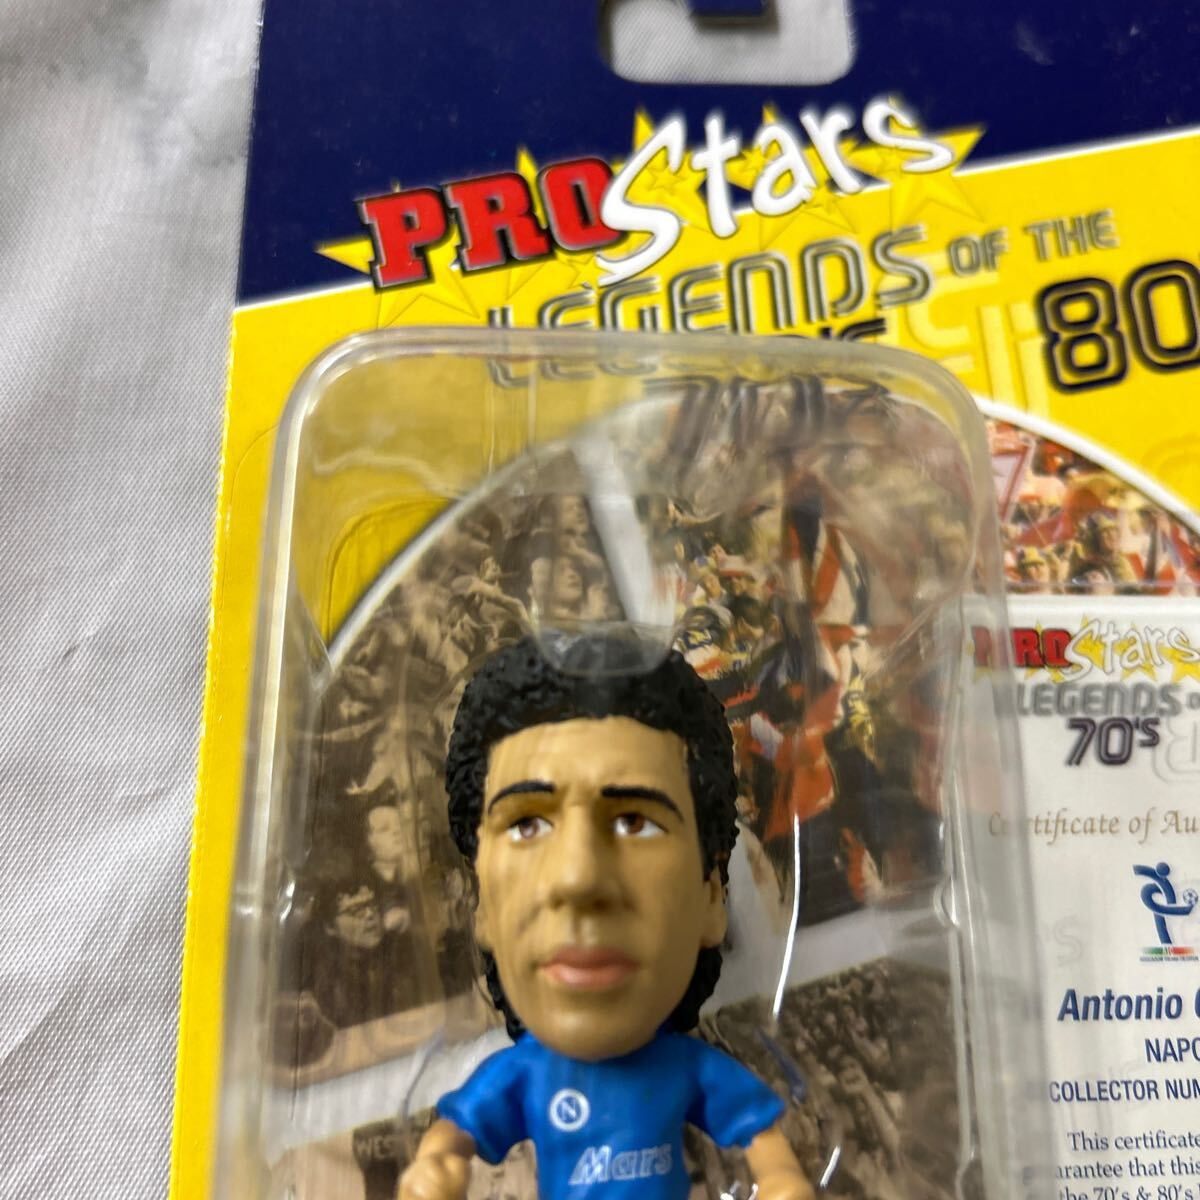 PRO Stars
LEGENDS OF THE
70'S
80'
PRO Stars
LEGENDS
70'S
Certificate of Au
Antonio C
NAPO
COLLECTOR NUM
This certificate
arantee that this
the 70's & 80's
N
Mars